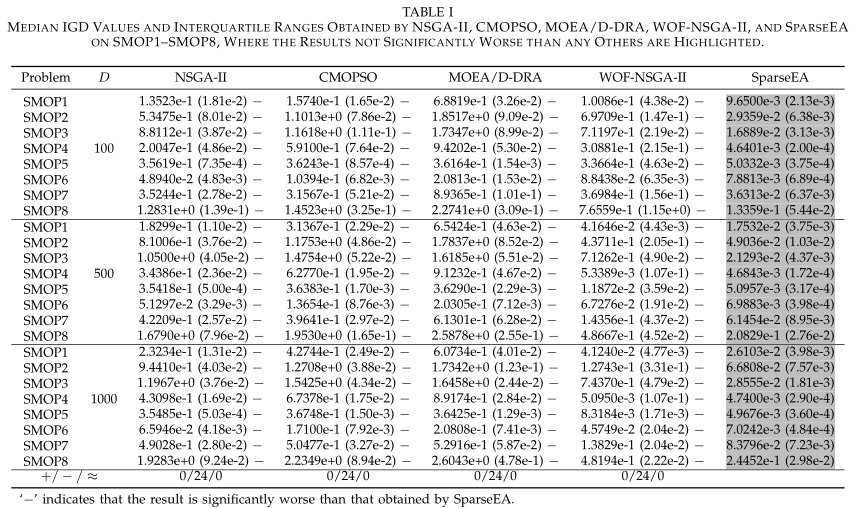 TABLE I
MEDIAN IGD VALUES AND INTERQUARTILE RANGES OBTAINED BY NSGA-II, CMOPSO, MOEA/D-DRA, WOF-NSGA-II, AND SPARSEEA
ON SMOP1–SMOP8, WHERE THE RESULTS NOT SIGNIFICANTLY WORSE THAN ANY OTHERS ARE HIGHLIGHTED.
Problem D NSGA-II CMOPSO MOEA/D-DRA WOF-NSGA-II SparseEA
SMOP1 1.3523e-1 (1.81e-2) − 1.5740e-1 (1.65e-2) − 6.8819e-1 (3.26e-2) − 1.0086e-1 (4.38e-2) − 9.6500e-3 (2.13e-3)
SMOP2 5.3475e-1 (8.01e-2) − 1.1013e+0 (7.86e-2) − 1.8517e+0 (9.09e-2) − 6.9709e-1 (1.47e-1) − 2.9359e-2 (6.38e-3)
SMOP3 8.8112e-1 (3.87e-2) − 1.1618e+0 (1.11e-1) − 1.7347e+0 (8.99e-2) − 7.1197e-1 (2.19e-2) − 1.6889e-2 (3.13e-3)
SMOP4 100 2.0047e-1 (4.86e-2) − 5.9100e-1 (7.64e-2) − 9.4202e-1 (5.30e-2) − 3.0881e-1 (2.15e-1) − 4.6401e-3 (2.00e-4)
SMOP5 3.5619e-1 (7.35e-4) − 3.6243e-1 (8.57e-4) − 3.6164e-1 (1.54e-3) − 3.3664e-1 (4.63e-2) − 5.0332e-3 (3.75e-4)
SMOP6 4.8940e-2 (4.83e-3) − 1.0394e-1 (6.82e-3) − 2.0813e-1 (1.53e-2) − 8.8438e-2 (6.35e-3) − 7.8813e-3 (6.89e-4)
SMOP7 3.5244e-1 (2.78e-2) − 3.1567e-1 (5.21e-2) − 8.9365e-1 (1.01e-1) − 3.6984e-1 (1.56e-1) − 3.6313e-2 (6.37e-3)
SMOP8 1.2831e+0 (1.39e-1) − 1.4523e+0 (3.25e-1) − 2.2741e+0 (3.09e-1) − 7.6559e-1 (1.15e+0) − 1.3359e-1 (5.44e-2)
SMOP1 1.8299e-1 (1.10e-2) − 3.1367e-1 (2.29e-2) − 6.5424e-1 (4.63e-2) − 4.1646e-2 (4.43e-3) − 1.7532e-2 (3.75e-3)
SMOP2 8.1006e-1 (3.76e-2) − 1.1753e+0 (4.86e-2) − 1.7837e+0 (8.52e-2) − 4.3711e-1 (2.05e-1) − 4.9036e-2 (1.03e-2)
SMOP3 1.0500e+0 (4.05e-2) − 1.4754e+0 (5.22e-2) − 1.6185e+0 (5.51e-2) − 7.1262e-1 (4.90e-2) − 2.1293e-2 (4.37e-3)
SMOP4 500 3.4386e-1 (2.36e-2) − 6.2770e-1 (1.95e-2) − 9.1232e-1 (4.67e-2) − 5.3389e-3 (1.07e-1) − 4.6843e-3 (1.72e-4)
SMOP5 3.5418e-1 (5.00e-4) − 3.6383e-1 (1.70e-3) − 3.6290e-1 (2.29e-3) − 1.1872e-2 (3.59e-2) − 5.0957e-3 (3.17e-4)
SMOP6 5.1297e-2 (3.29e-3) − 1.3654e-1 (8.76e-3) − 2.0305e-1 (7.12e-3) − 6.7276e-2 (1.91e-2) − 6.9883e-3 (3.98e-4)
SMOP7 4.2209e-1 (2.57e-2) − 3.9641e-1 (2.97e-2) − 6.1301e-1 (6.28e-2) − 1.4356e-1 (4.37e-2) − 6.1454e-2 (8.95e-3)
SMOP8 1.6790e+0 (7.96e-2) − 1.9530e+0 (1.65e-1) − 2.5878e+0 (2.55e-1) − 4.8667e-1 (4.52e-2) − 2.0829e-1 (2.76e-2)
SMOP1 2.3234e-1 (1.31e-2) − 4.2744e-1 (2.49e-2) − 6.0734e-1 (4.01e-2) − 4.1240e-2 (4.77e-3) − 2.6103e-2 (3.98e-3)
SMOP2 9.4410e-1 (4.03e-2) − 1.2708e+0 (3.88e-2) − 1.7342e+0 (1.23e-1) − 1.2743e-1 (3.31e-1) − 6.6808e-2 (7.57e-3)
SMOP3 1.1967e+0 (3.76e-2) − 1.5425e+0 (4.34e-2) − 1.6458e+0 (2.44e-2) − 7.4370e-1 (4.79e-2) − 2.8555e-2 (1.81e-3)
SMOP4 1000 4.3098e-1 (1.69e-2) − 6.7378e-1 (1.75e-2) − 8.9174e-1 (2.84e-2) − 5.0950e-3 (1.07e-1) − 4.7400e-3 (2.90e-4)
SMOP5 3.5485e-1 (5.03e-4) − 3.6748e-1 (1.50e-3) − 3.6425e-1 (1.29e-3) − 8.3184e-3 (1.71e-3) − 4.9676e-3 (3.60e-4)
SMOP6 6.5946e-2 (4.18e-3) − 1.7100e-1 (7.92e-3) − 2.0808e-1 (7.41e-3) − 4.5749e-2 (2.04e-2) − 7.0242e-3 (4.84e-4)
SMOP7 4.9028e-1 (2.80e-2) − 5.0477e-1 (3.27e-2) − 5.2916e-1 (5.87e-2) − 1.3829e-1 (2.04e-2) − 8.3796e-2 (7.23e-3)
SMOP8 1.9283e+0 (9.24e-2) − 2.2349e+0 (8.94e-2) − 2.6043e+0 (4.78e-1) − 4.8194e-1 (2.22e-2) − 2.4452e-1 (2.98e-2)
+/−/≈ 0/24/0 0/24/0 0/24/0 0/24/0
'−' indicates that the result is significantly worse than that obtained by SparseEA.